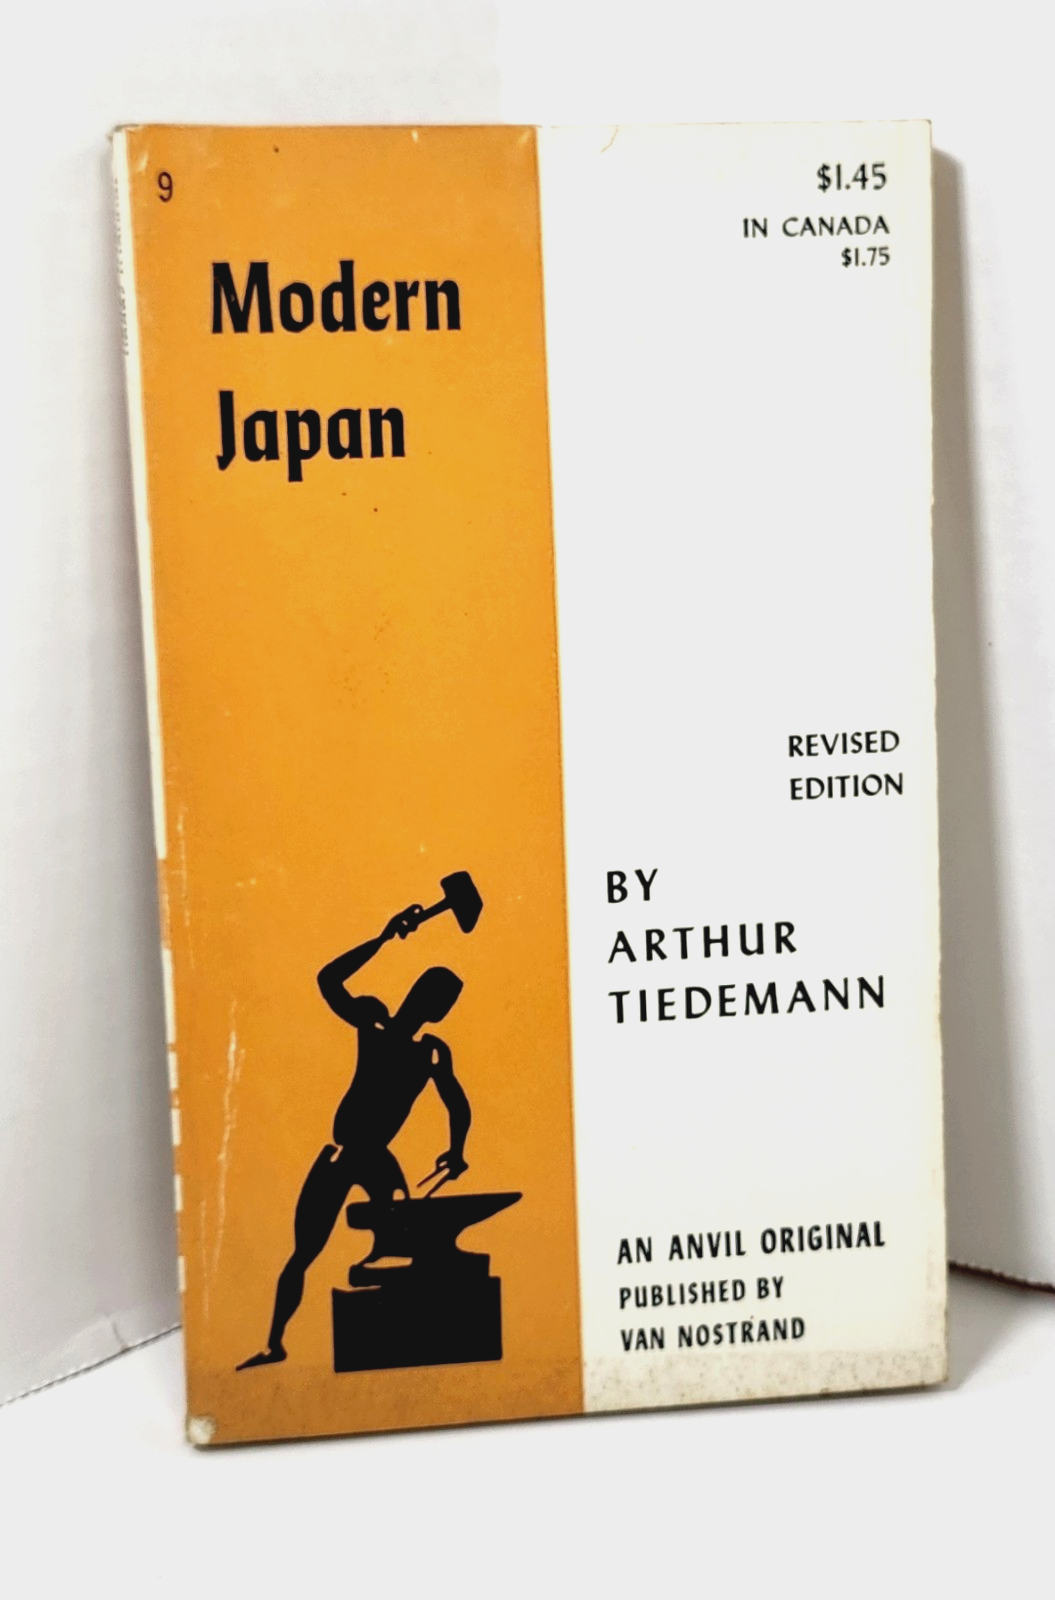 9
Modern
Japan
$1.45
IN CANADA
$1.75
REVISED
EDITION
BY
ARTHUR
TIEDEMANN
AN ANVIL ORIGINAL
PUBLISHED BY
VAN NOSTRAND